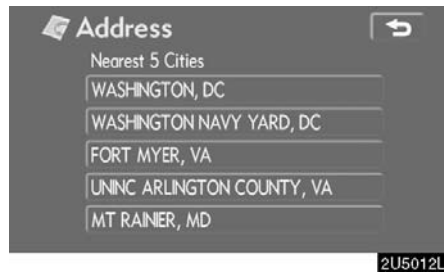 Address
Nearest 5 Cities
WASHINGTON, DC
WASHINGTON NAVY YARD, DC
FORT MYER, VA
UNINC ARLINGTON COUNTY, VA
MT RAINIER, MD
2U5012L